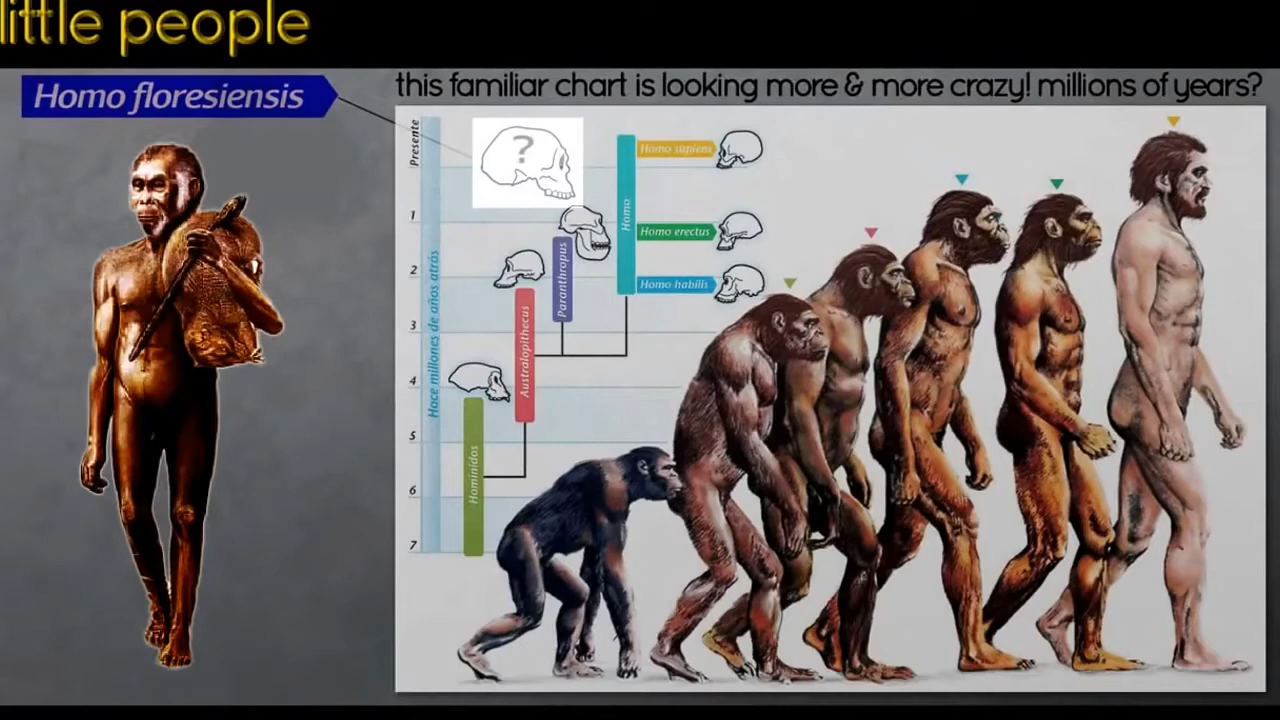 little people
Homo floresiensis
this familiar chart is looking more & more crazy! millions of years?
Presente
1
2
3
4
5
6
7
Hace millones de años atrás
?
Homínidos
Australopithecus
Paranthropus
Homo
Homo sapiens
Homo erectus
Homo habilis